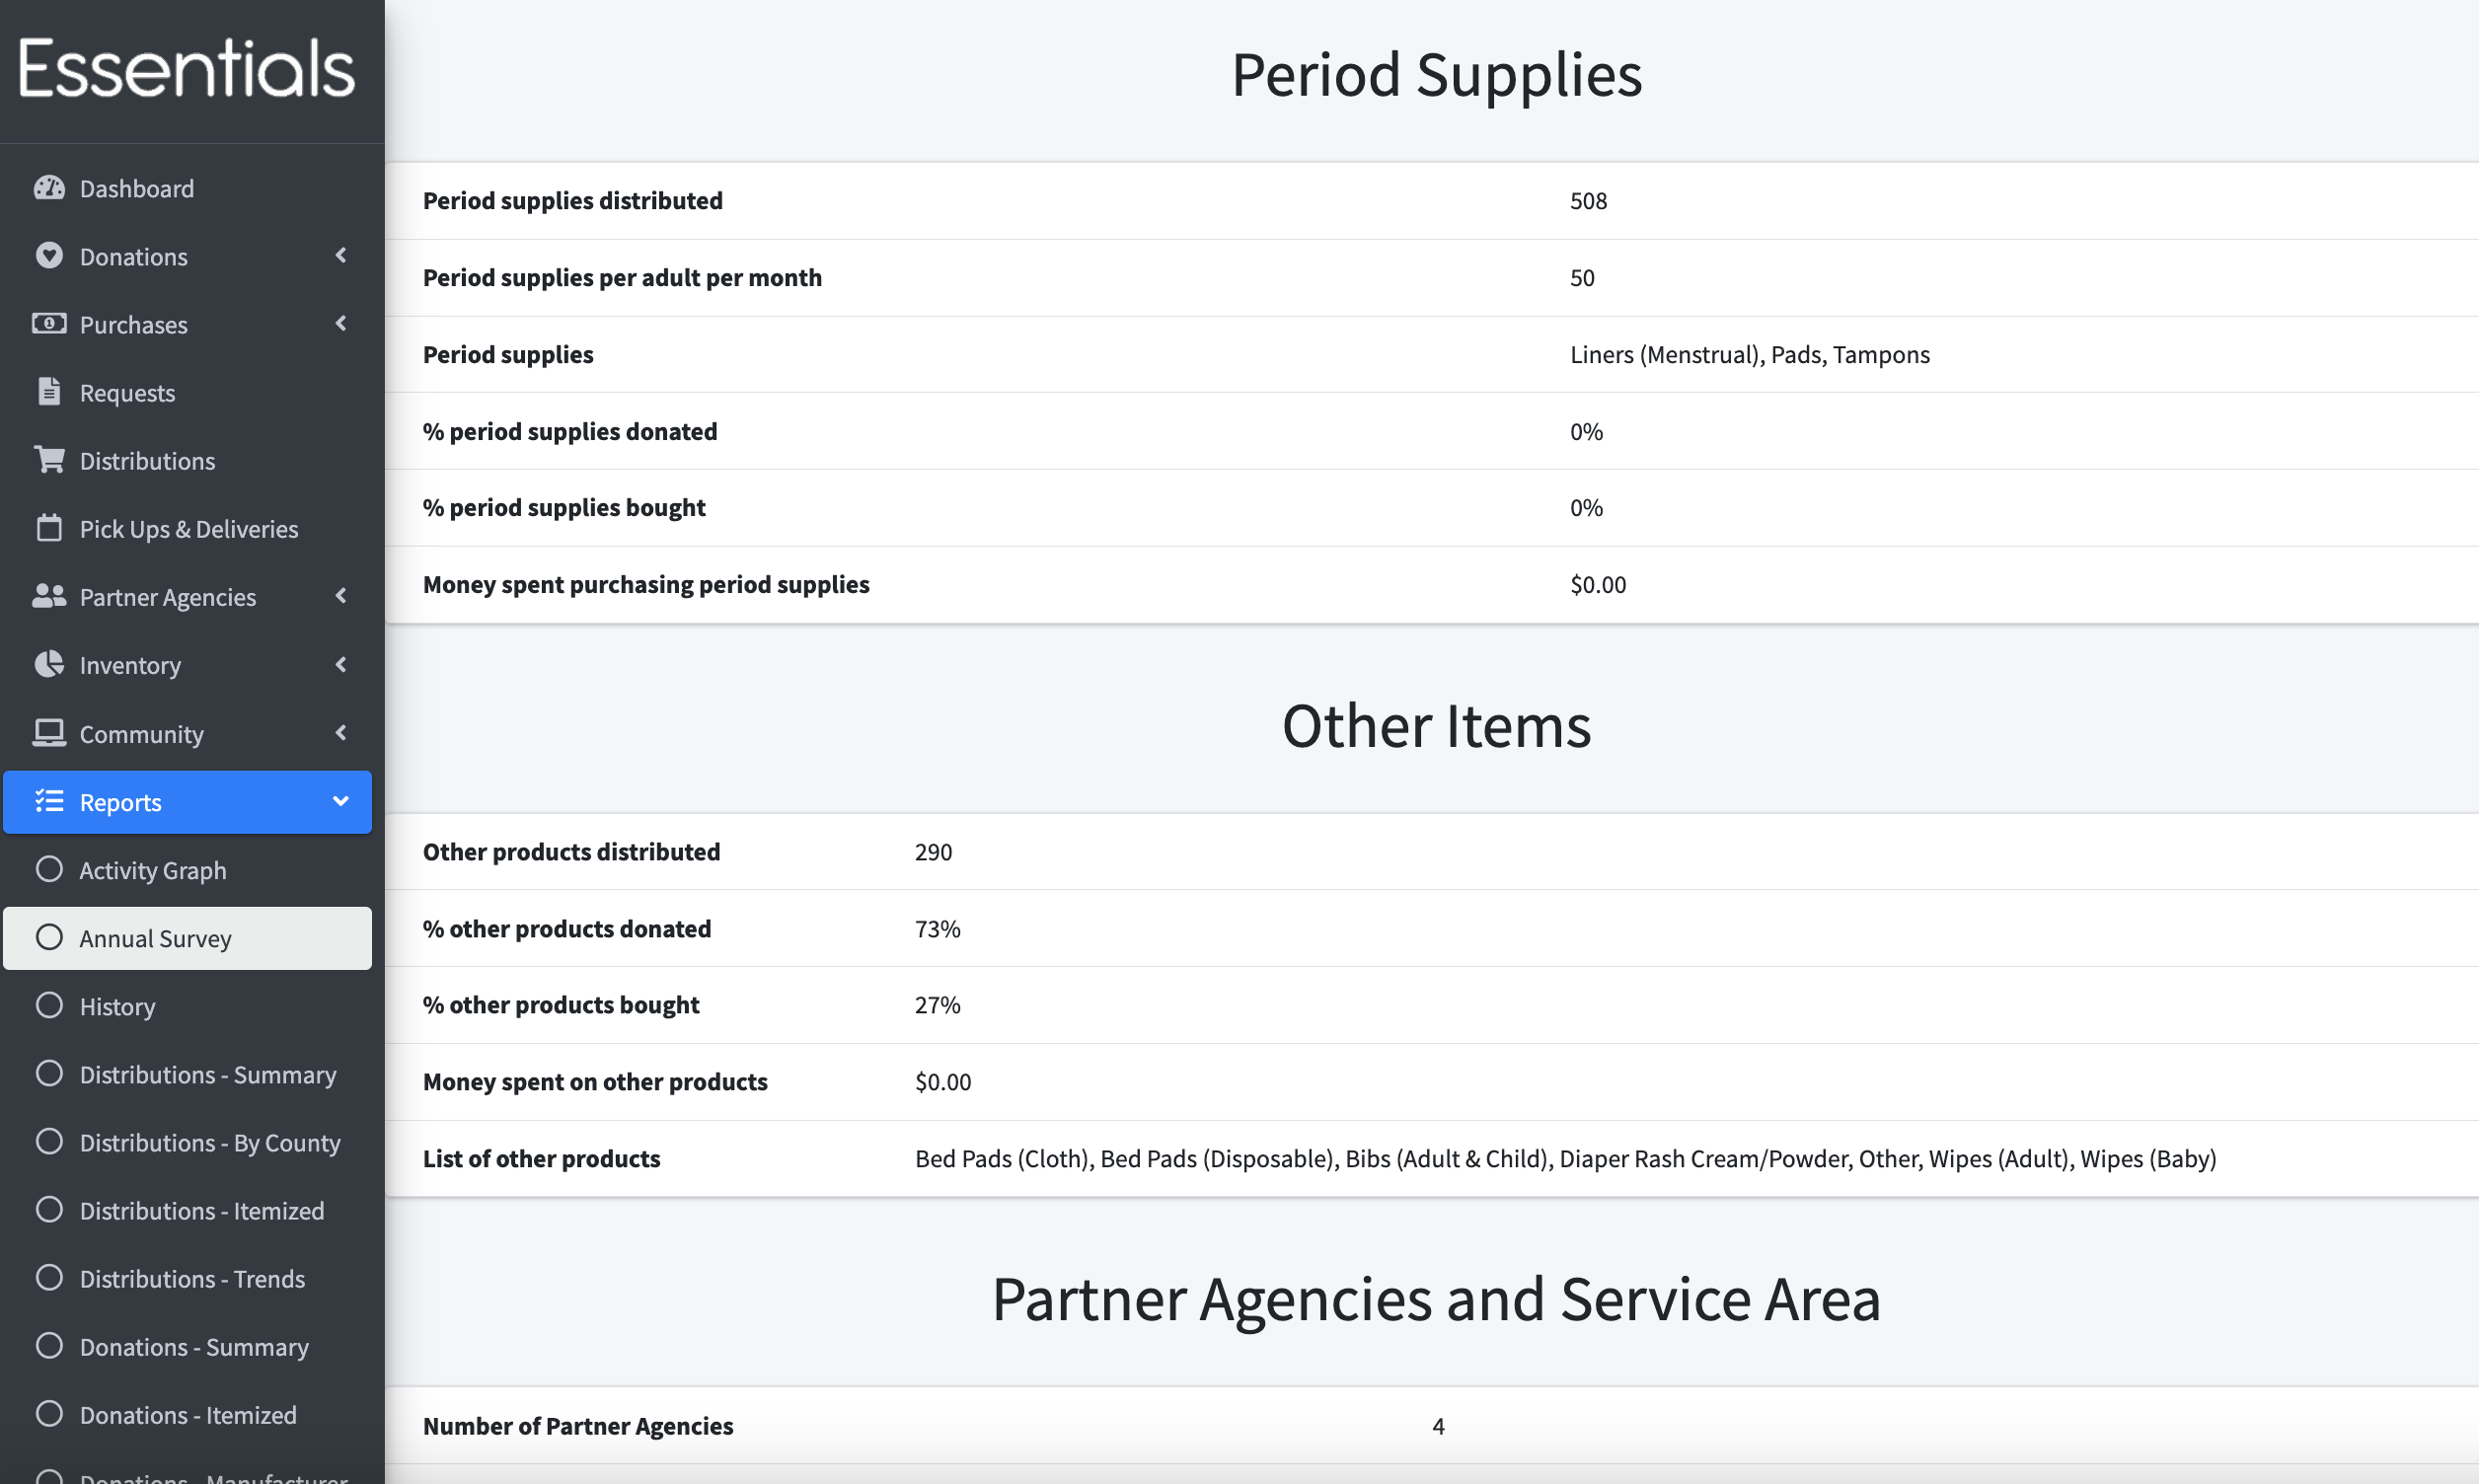 Essentials
Dashboard
Donations
Purchases
Requests
Distributions
Pick Ups & Deliveries
Partner Agencies
Inventory
Community
Reports
Activity Graph
Annual Survey
History
Distributions - Summary
Distributions - By County
Distributions - Itemized
Distributions - Trends
Donations - Summary
Donations - Itemized
Donations - Manufacturer
Period Supplies
Period supplies distributed 508
Period supplies per adult per month 50
Period supplies Liners (Menstrual), Pads, Tampons
% period supplies donated 0%
% period supplies bought 0%
Money spent purchasing period supplies $0.00
Other Items
Other products distributed 290
% other products donated 73%
% other products bought 27%
Money spent on other products $0.00
List of other products Bed Pads (Cloth), Bed Pads (Disposable), Bibs (Adult & Child), Diaper Rash Cream/Powder, Other, Wipes (Adult), Wipes (Baby)
Partner Agencies and Service Area
Number of Partner Agencies 4